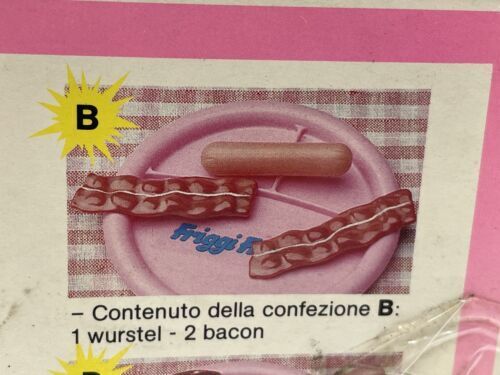 B
Friggi F
– Contenuto della confezione B:
1 wurstel - 2 bacon